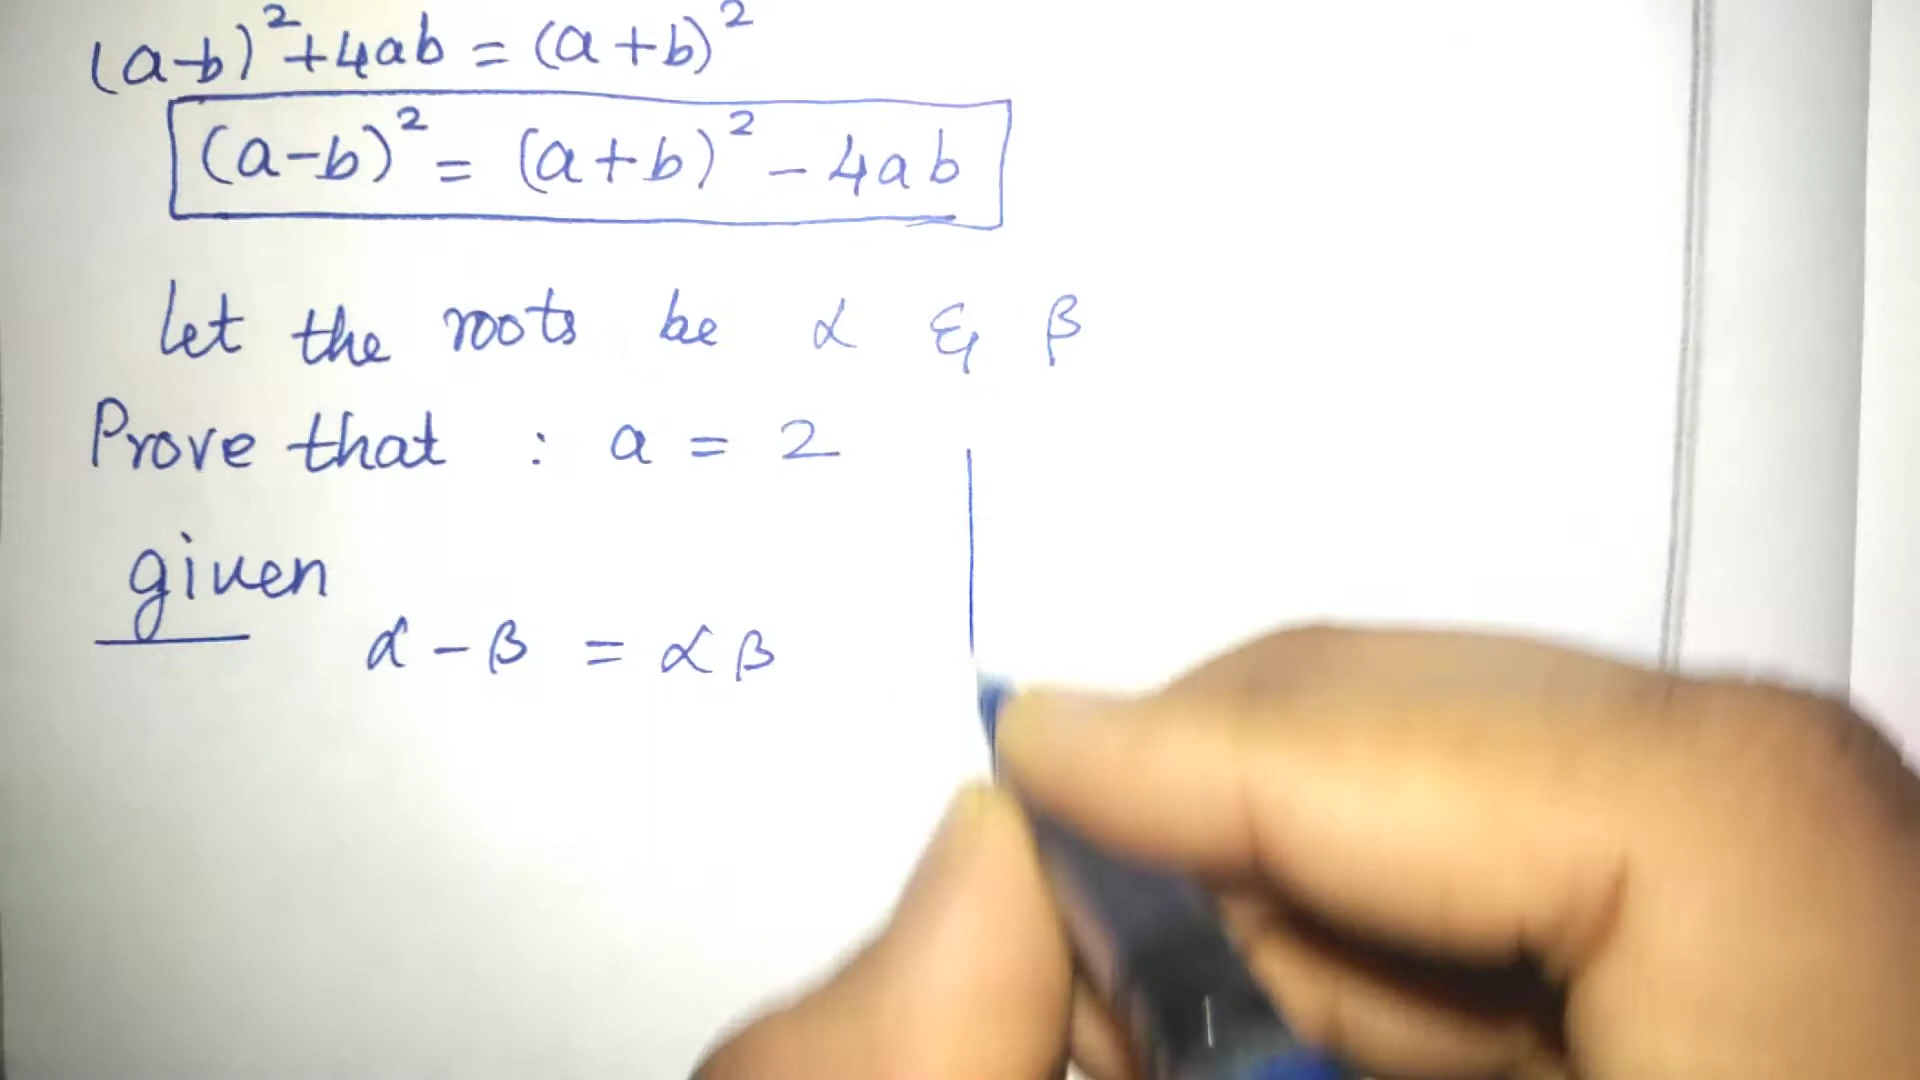 (a-b)²+4ab = (a+b)²
(a-b)² = (a+b)² - 4ab
Let the roots be α & β
Prove that : a = 2
given
α - β = αβ